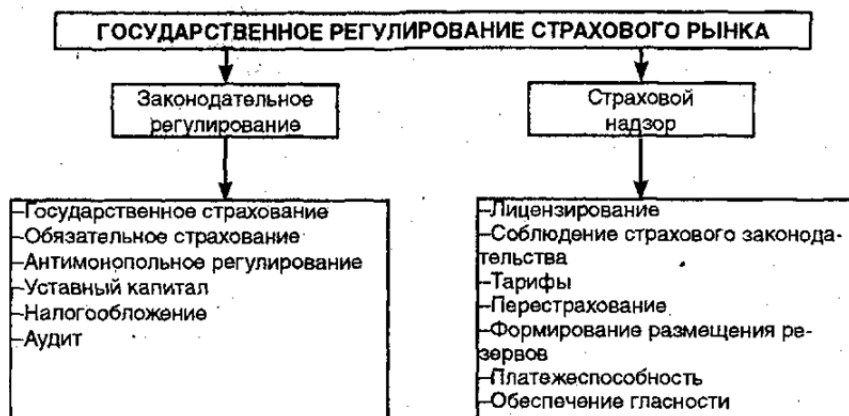 ГОСУДАРСТВЕННОЕ РЕГУЛИРОВАНИЕ СТРАХОВОГО РЫНКА
Законодательное
регулирование
Страховой
надзор
–Государственное страхование
–Обязательное страхование
–Антимонопольное регулирование
–Уставный капитал
–Налогообложение
–Аудит
–Лицензирование
–Соблюдение страхового законода-
тельства
–Тарифы
–Перестрахование
–Формирование размещения ре-
зервов
–Платежеспособность
–Обеспечение гласности